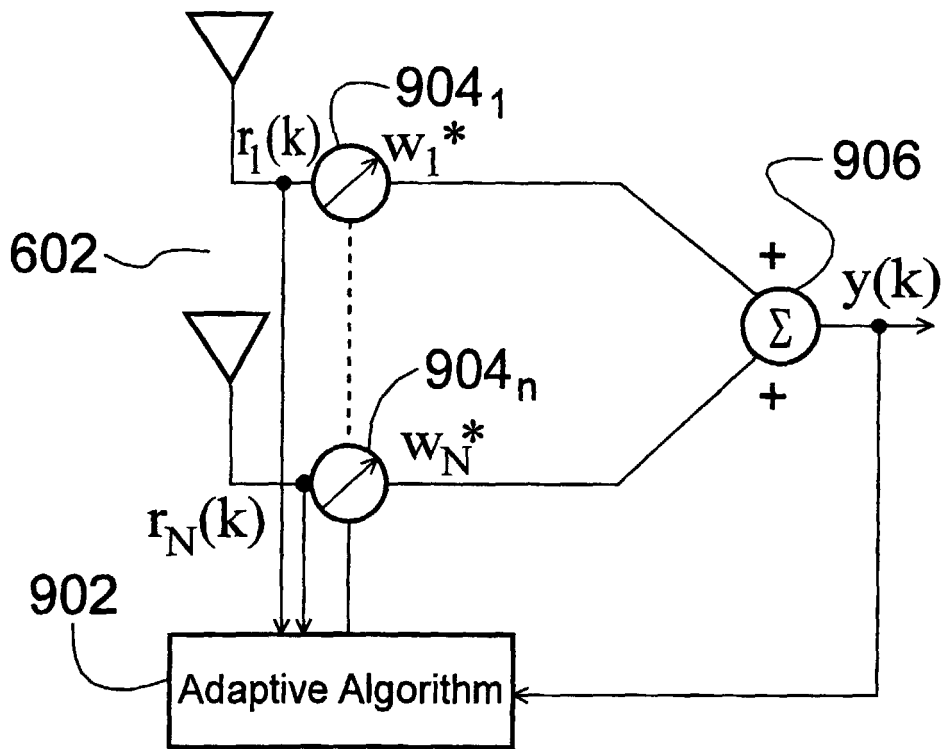 904₁
r₁(k)
w₁*
906
602
+
y(k)
Σ
904ₙ
+
w_N*
r_N(k)
902
Adaptive Algorithm